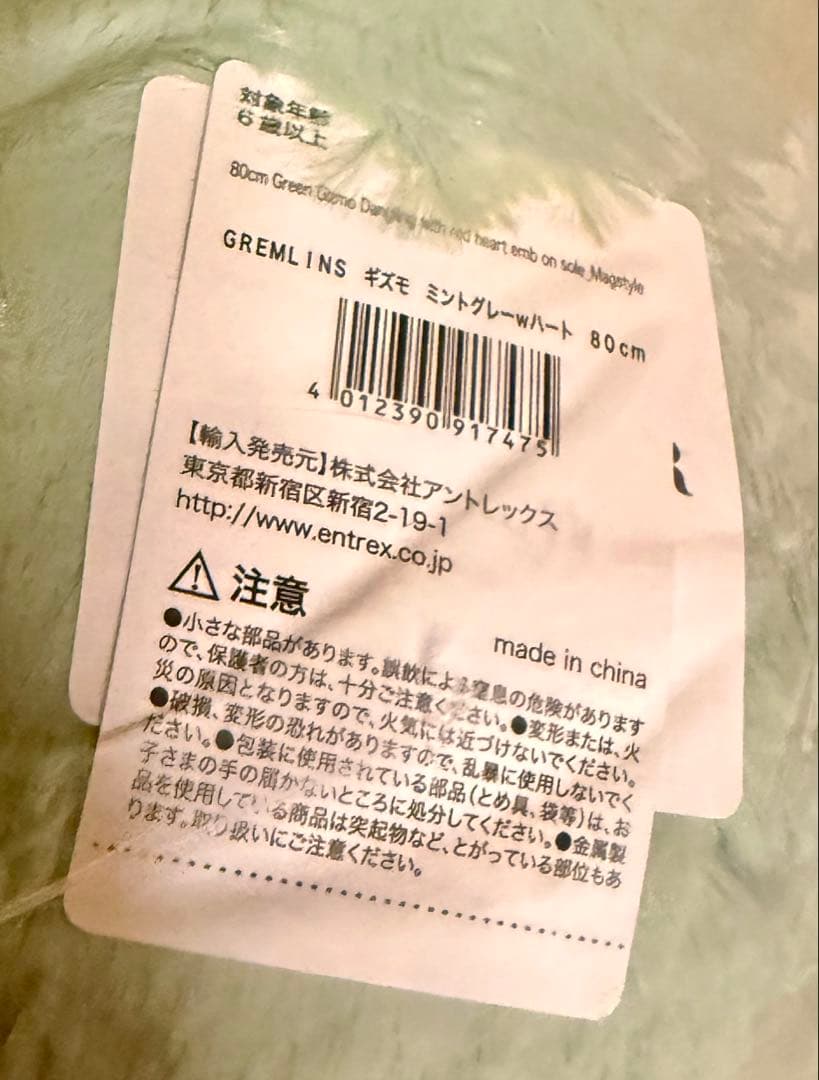 対象年齢
6歳以上
80cm Green Gizmo Dangling with red heart emb on sole_Magstyle
GREMLINS ギズモ ミントグレーwハート 80cm
4 012390 917475
【輸入発売元】株式会社アントレックス
東京都新宿区新宿2-19-1
http://www.entrex.co.jp
⚠注意
made in china
●小さな部品があります。誤飲による窒息の危険があります
ので、保護者の方は、十分ご注意ください。●変形または、火
災の原因となりますので、火気には近づけないでください。
●破損、変形の恐れがありますので、乱暴に使用しないでく
ださい。●包装に使用されている部品(とめ具、袋等)は、お
子さまの手の届かないところに処分してください。●金属製
品を使用している商品は突起物など、とがっている部位もあ
ります。取り扱いにご注意ください。